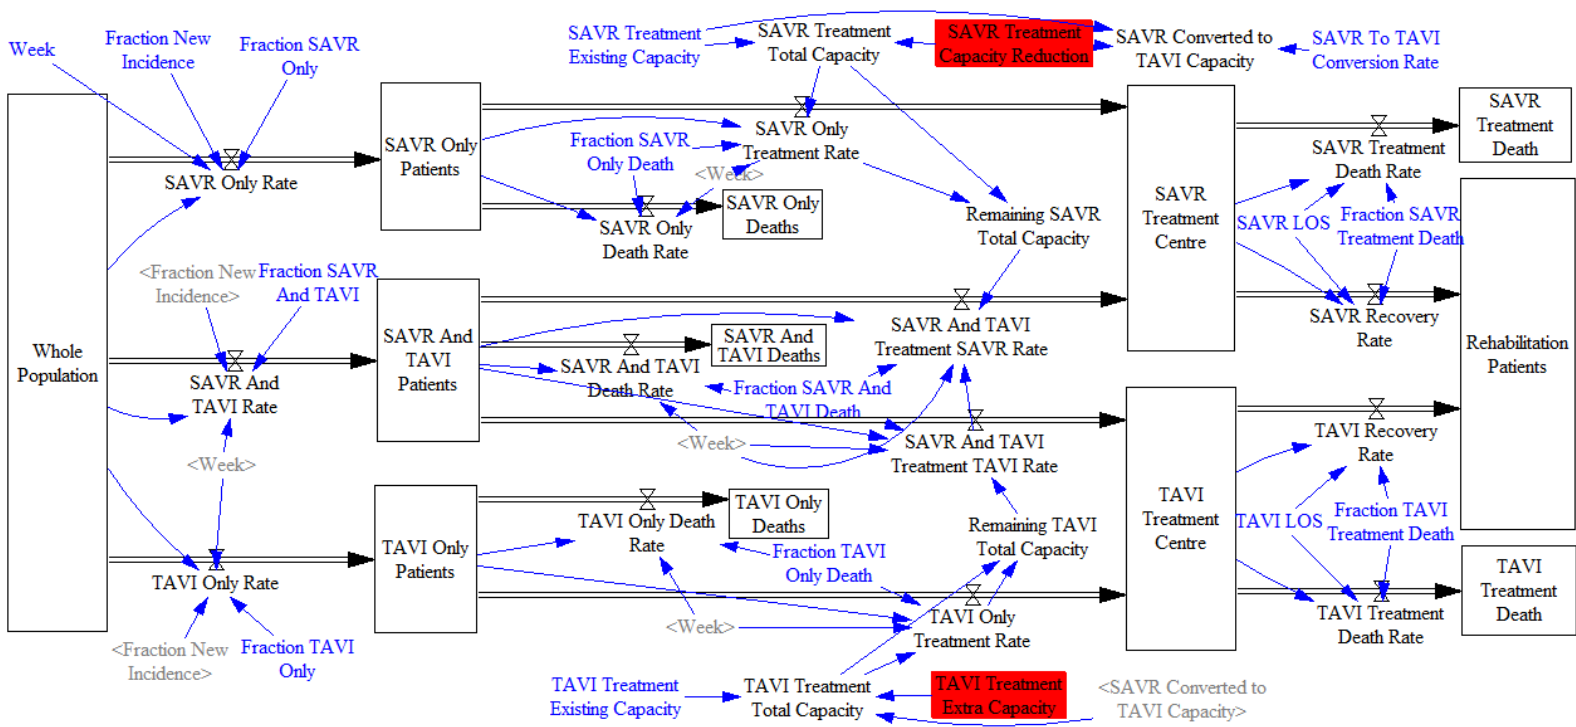 Week
Fraction New
Incidence
Fraction SAVR
Only
SAVR Treatment
Existing Capacity
SAVR Treatment
Total Capacity
SAVR Treatment
Capacity Reduction
SAVR Converted to
TAVI Capacity
SAVR To TAVI
Conversion Rate
SAVR Only Rate
SAVR Only
Patients
Fraction SAVR
Only Death
SAVR Only
Treatment Rate
<Week>
SAVR Only
Death Rate
SAVR Only
Deaths
Remaining SAVR
Total Capacity
SAVR
Treatment
Centre
SAVR
Treatment
Death
SAVR Treatment
Death Rate
SAVR LOS
Fraction SAVR
Treatment Death
SAVR Recovery
Rate
Rehabilitation
Patients
Whole
Population
<Fraction New
Incidence>
Fraction SAVR
And TAVI
SAVR And
TAVI Rate
SAVR And
TAVI
Patients
SAVR And TAVI
Death Rate
SAVR And
TAVI Deaths
SAVR And TAVI
Treatment SAVR Rate
Fraction SAVR And
TAVI Death
<Week>
<Week>
SAVR And TAVI
Treatment TAVI Rate
TAVI Recovery
Rate
TAVI
Treatment
Centre
TAVI LOS
Fraction TAVI
Treatment Death
TAVI Treatment
Death Rate
TAVI
Treatment
Death
TAVI Only Rate
<Fraction New
Incidence>
Fraction TAVI
Only
TAVI Only
Patients
TAVI Only Death
Rate
TAVI Only
Deaths
Fraction TAVI
Only Death
Remaining TAVI
Total Capacity
<Week>
TAVI Only
Treatment Rate
TAVI Treatment
Existing Capacity
TAVI Treatment
Total Capacity
TAVI Treatment
Extra Capacity
<SAVR Converted to
TAVI Capacity>